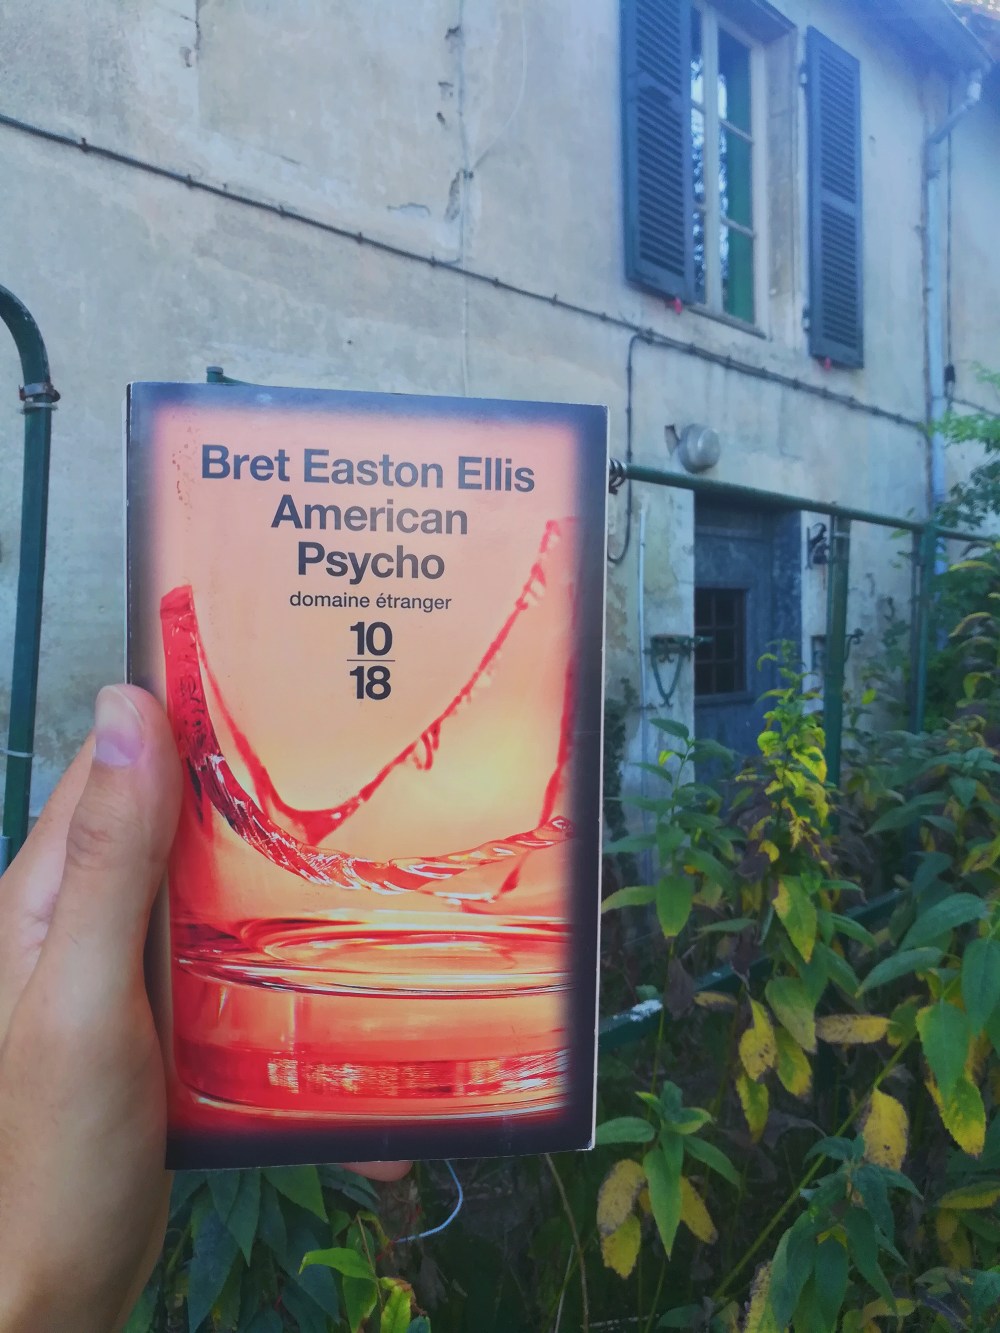 Bret Easton Ellis
American
Psycho
domaine étranger
10
18